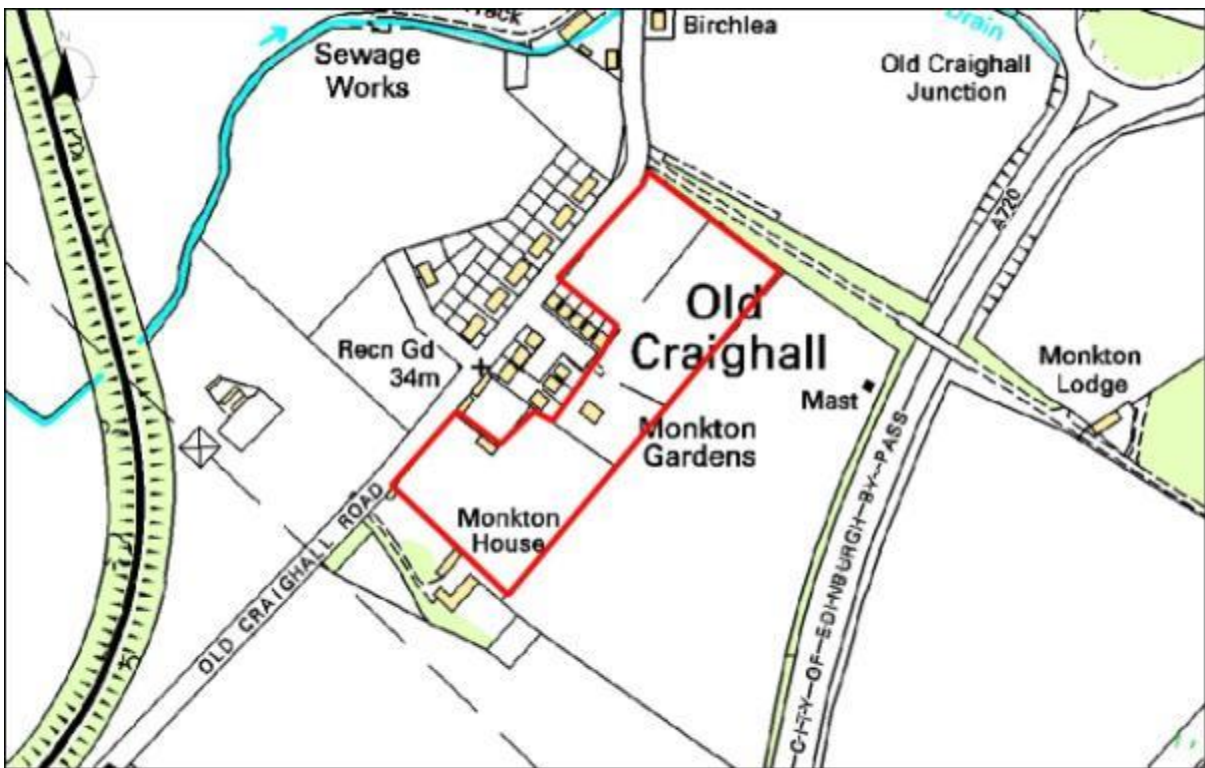 Track
Birchlea
Drain
Sewage
Works
Old Craighall
Junction
N
A720
Old
Craighall
Recn Gd
34m
Monkton
Lodge
Mast
Monkton
Gardens
Monkton
House
OLD CRAIGHALL ROAD
CITY OF EDINBURGH BY-PASS